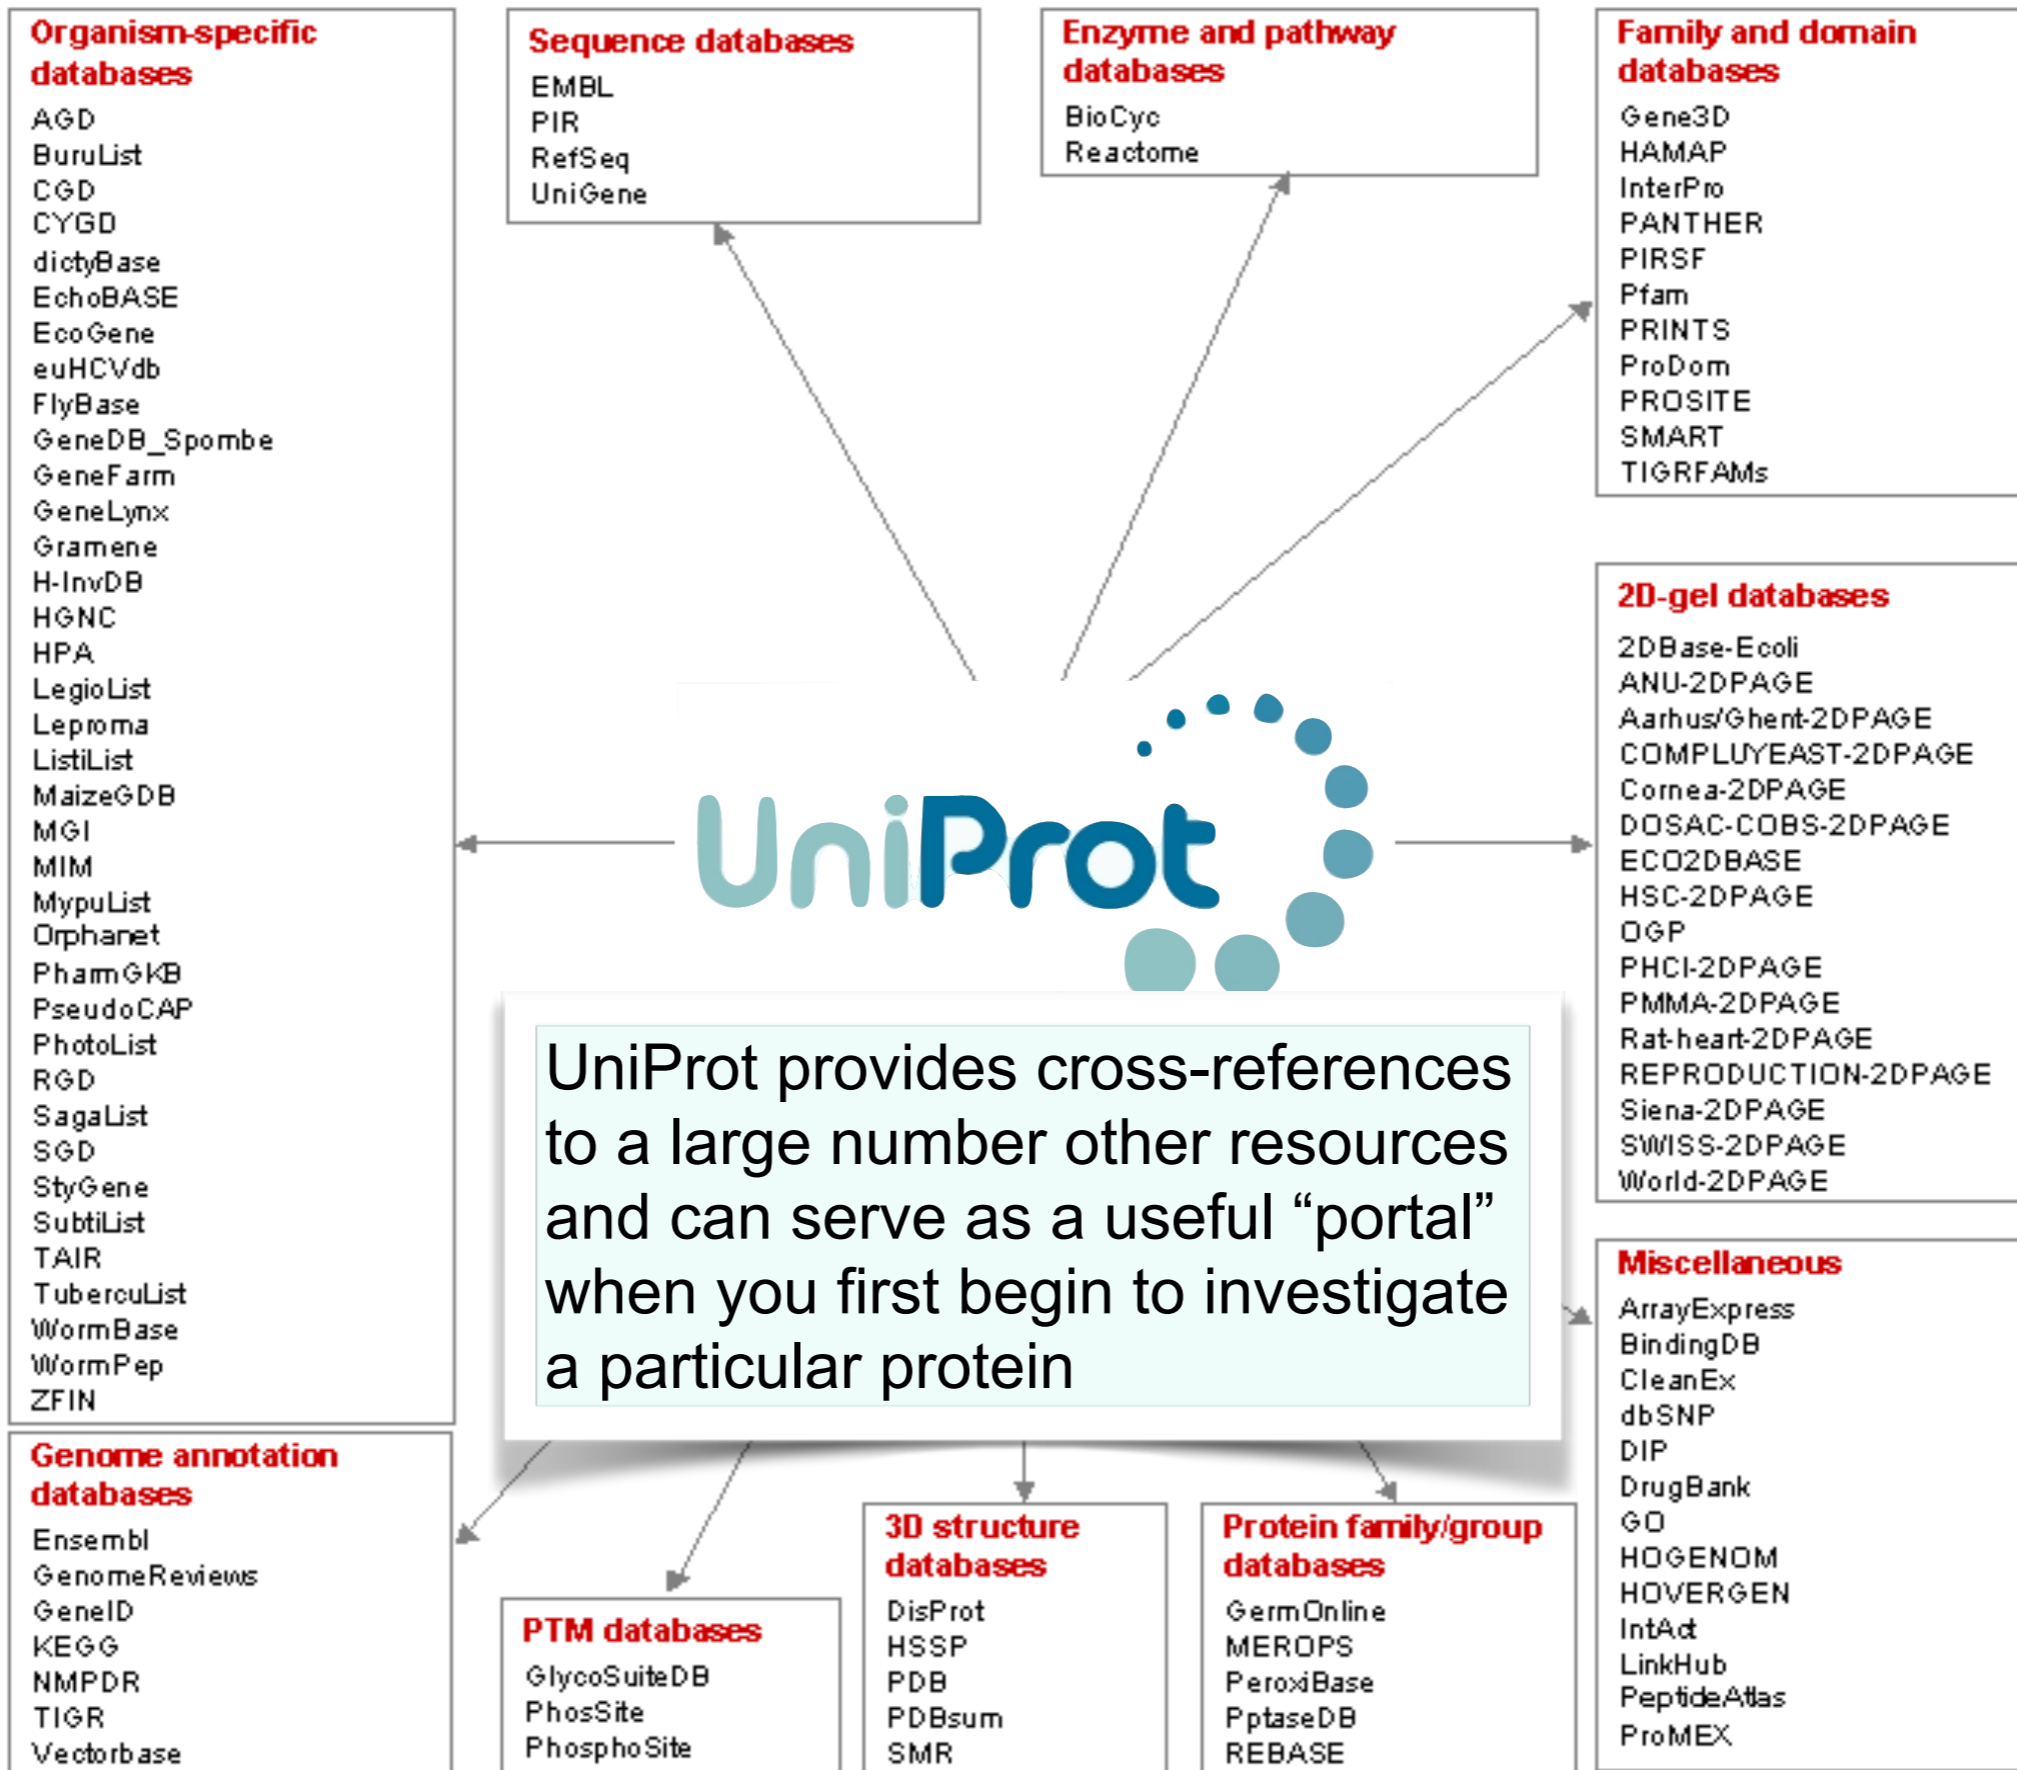 Organism-specific
databases
AGD
BuruList
CGD
CYGD
dictyBase
EchoBASE
EcoGene
euHCVdb
FlyBase
GeneDB_Spombe
GeneFarm
GeneLynx
Gramene
H-InvDB
HGNC
HPA
LegioList
Leproma
ListiList
MaizeGDB
MGI
MIM
MypuList
Orphanet
PharmGKB
PseudoCAP
PhotoList
RGD
SagaList
SGD
StyGene
SubtiList
TAIR
TubercuList
WormBase
WormPep
ZFIN
Sequence databases
EMBL
PIR
RefSeq
UniGene
Enzyme and pathway
databases
BioCyc
Reactome
Family and domain
databases
Gene3D
HAMAP
InterPro
PANTHER
PIRSF
Pfam
PRINTS
ProDom
PROSITE
SMART
TIGRFAMs
2D-gel databases
2DBase-Ecoli
ANU-2DPAGE
Aarhus/Ghent-2DPAGE
COMPLUYEAST-2DPAGE
Cornea-2DPAGE
DOSAC-COBS-2DPAGE
ECO2DBASE
HSC-2DPAGE
OGP
PHCI-2DPAGE
PMMA-2DPAGE
Rat-heart-2DPAGE
REPRODUCTION-2DPAGE
Siena-2DPAGE
SWISS-2DPAGE
World-2DPAGE
UniProt
UniProt provides cross-references
to a large number other resources
and can serve as a useful “portal”
when you first begin to investigate
a particular protein
Miscellaneous
ArrayExpress
BindingDB
CleanEx
dbSNP
DIP
DrugBank
GO
HOGENOM
HOVERGEN
IntAct
LinkHub
PeptideAtlas
ProMEX
Genome annotation
databases
Ensembl
GenomeReviews
GeneID
KEGG
NMPDR
TIGR
Vectorbase
PTM databases
GlycoSuiteDB
PhosSite
PhosphoSite
3D structure
databases
DisProt
HSSP
PDB
PDBsum
SMR
Protein family/group
databases
GermOnline
MEROPS
PeroxiBase
PptaseDB
REBASE